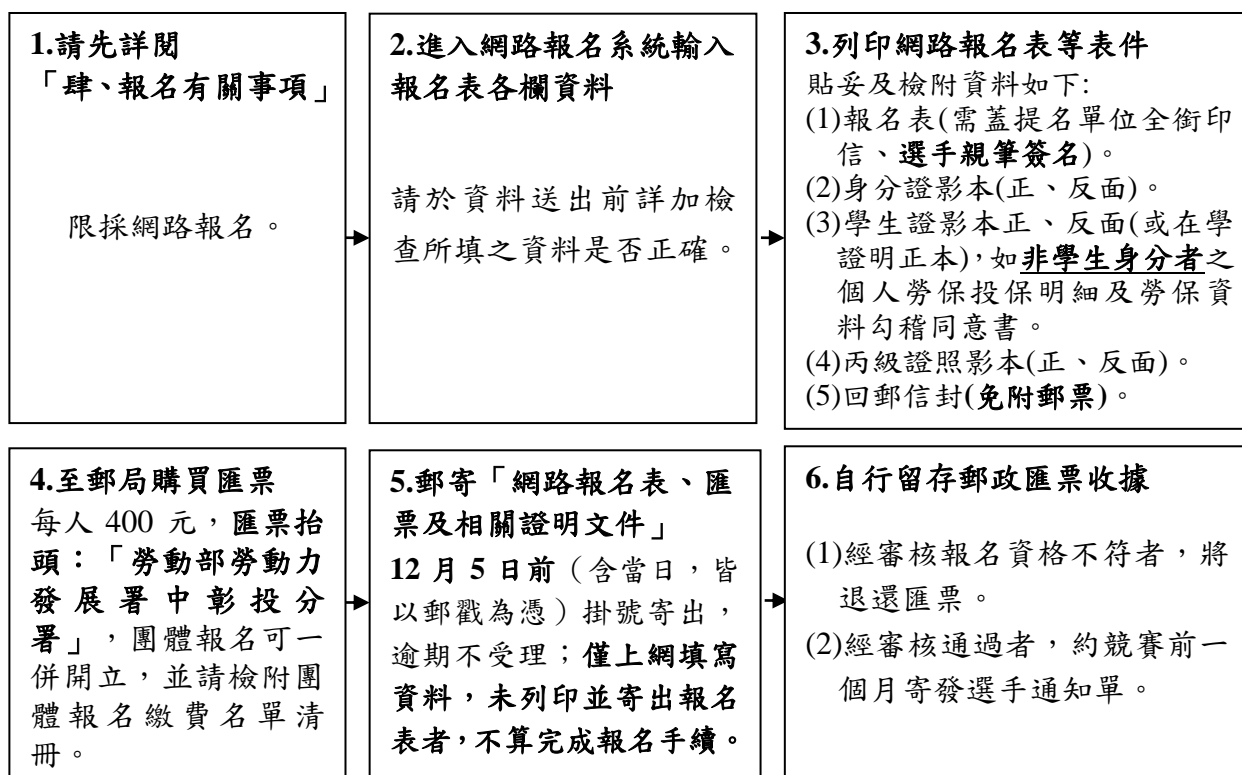 1.請先詳閱
「肆、報名有關事項」
限採網路報名。
2.進入網路報名系統輸入
報名表各欄資料
請於資料送出前詳加檢
查所填之資料是否正確。
3.列印網路報名表等表件
貼妥及檢附資料如下:
(1)報名表(需蓋提名單位全銜印
信、選手親筆簽名)。
(2)身分證影本(正、反面)。
(3)學生證影本正、反面(或在學
證明正本),如非學生身分者之
個人勞保投保明細及勞保資
料勾稽同意書。
(4)丙級證照影本(正、反面)。
(5)回郵信封(免附郵票)。
4.至郵局購買匯票
每人 400 元,匯票抬
頭:「勞動部勞動力
發展署中彰投分
署」,團體報名可一
併開立,並請檢附團
體報名繳費名單清
冊。
5.郵寄「網路報名表、匯
票及相關證明文件」
12 月 5 日前(含當日,皆
以郵戳為憑)掛號寄出,
逾期不受理;僅上網填寫
資料,未列印並寄出報名
表者,不算完成報名手續。
6.自行留存郵政匯票收據
(1)經審核報名資格不符者,將
退還匯票。
(2)經審核通過者,約競賽前一
個月寄發選手通知單。